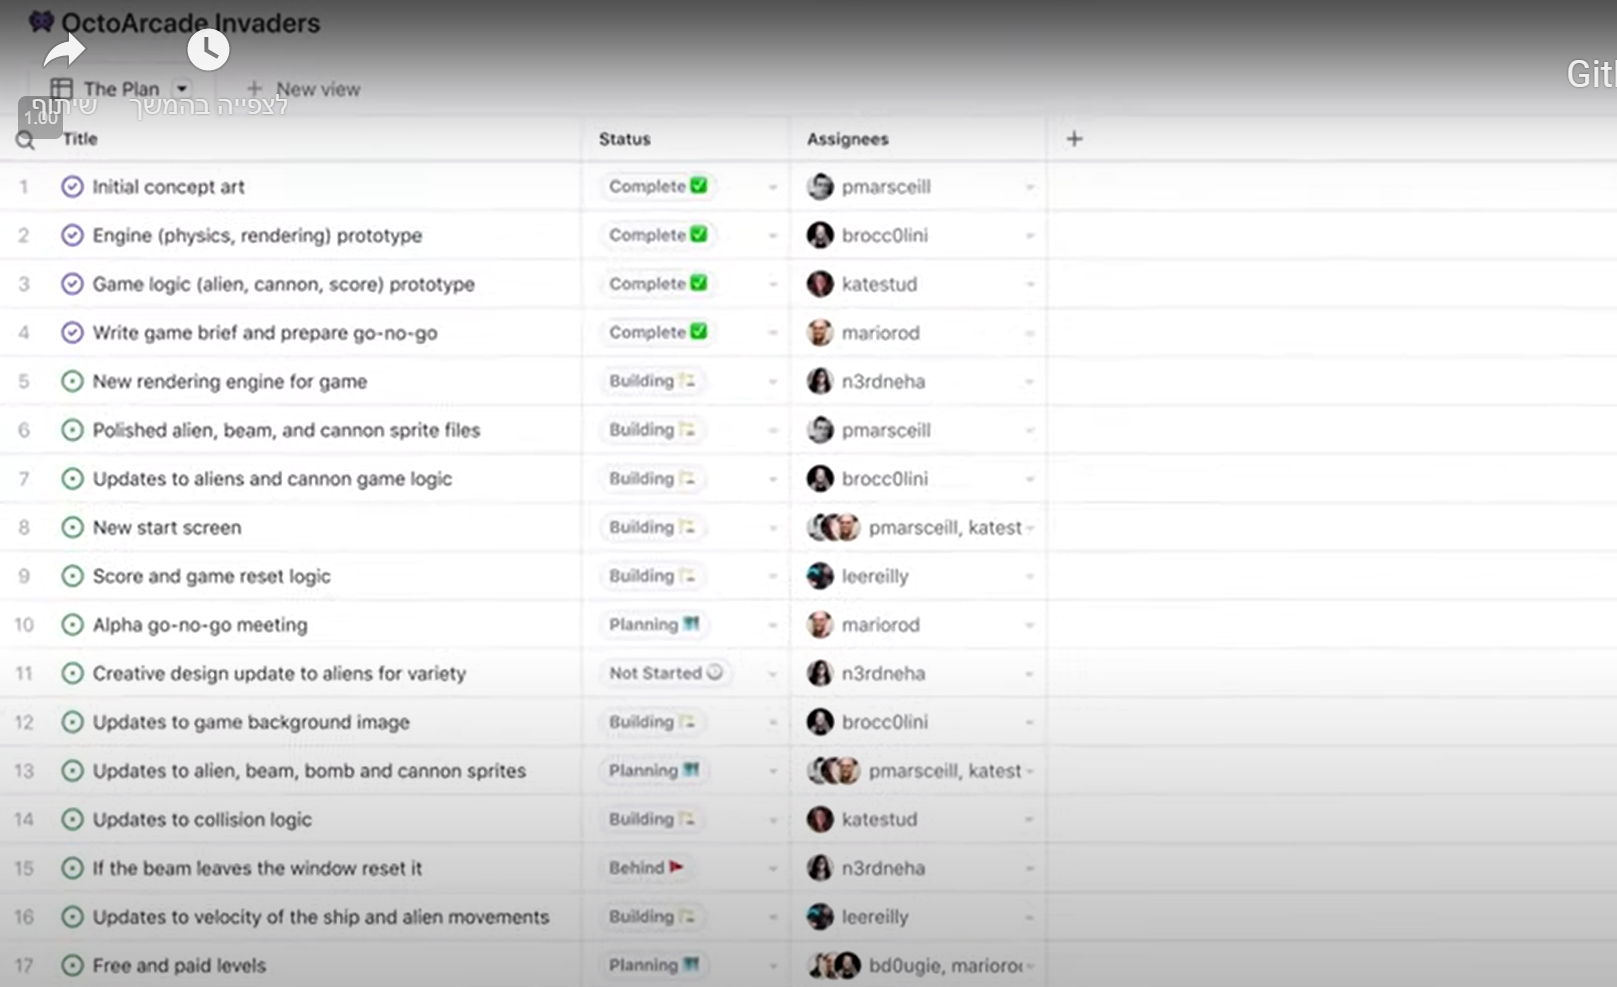 OctoArcade Invaders
Gitl
The Plan
New view
שיתוף
לצפייה בהמשך
1.00
Title Status Assignees
1 Initial concept art Complete pmarsceill
2 Engine (physics, rendering) prototype Complete brocc0lini
3 Game logic (alien, cannon, score) prototype Complete katestud
4 Write game brief and prepare go-no-go Complete mariorod
5 New rendering engine for game Building n3rdneha
6 Polished alien, beam, and cannon sprite files Building pmarsceill
7 Updates to aliens and cannon game logic Building brocc0lini
8 New start screen Building pmarsceill, katest
9 Score and game reset logic Building leereilly
10 Alpha go-no-go meeting Planning mariorod
11 Creative design update to aliens for variety Not Started n3rdneha
12 Updates to game background image Building brocc0lini
13 Updates to alien, beam, bomb and cannon sprites Planning pmarsceill, katest
14 Updates to collision logic Building katestud
15 If the beam leaves the window reset it Behind n3rdneha
16 Updates to velocity of the ship and alien movements Building leereilly
17 Free and paid levels Planning bd0ugie, marioro